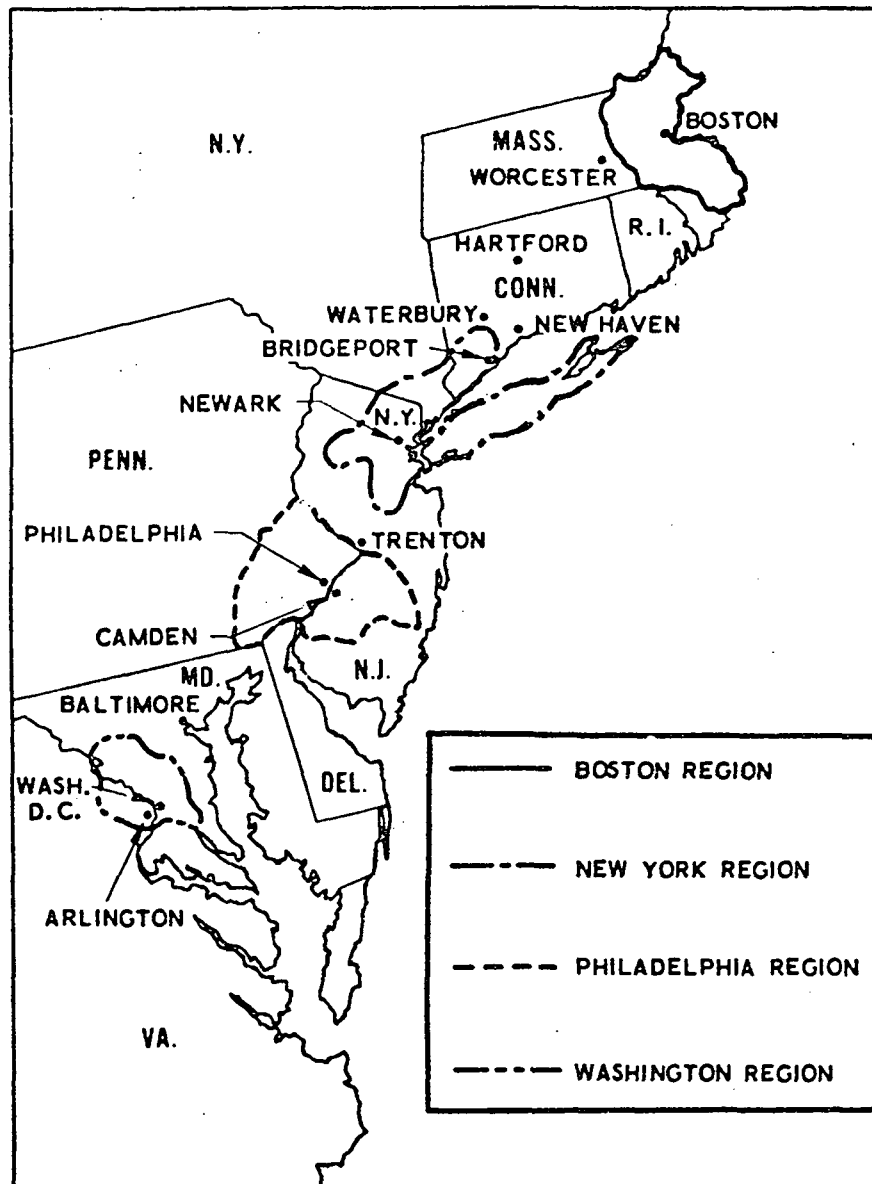 BOSTON
MASS.
N.Y.
WORCESTER
R. I.
HARTFORD
CONN.
WATERBURY
NEW HAVEN
BRIDGEPORT
NEWARK
N.Y.
PENN.
PHILADELPHIA
TRENTON
CAMDEN
N.J.
MD.
BALTIMORE
WASH.
D.C.
DEL.
ARLINGTON
VA.
BOSTON REGION
NEW YORK REGION
PHILADELPHIA REGION
WASHINGTON REGION